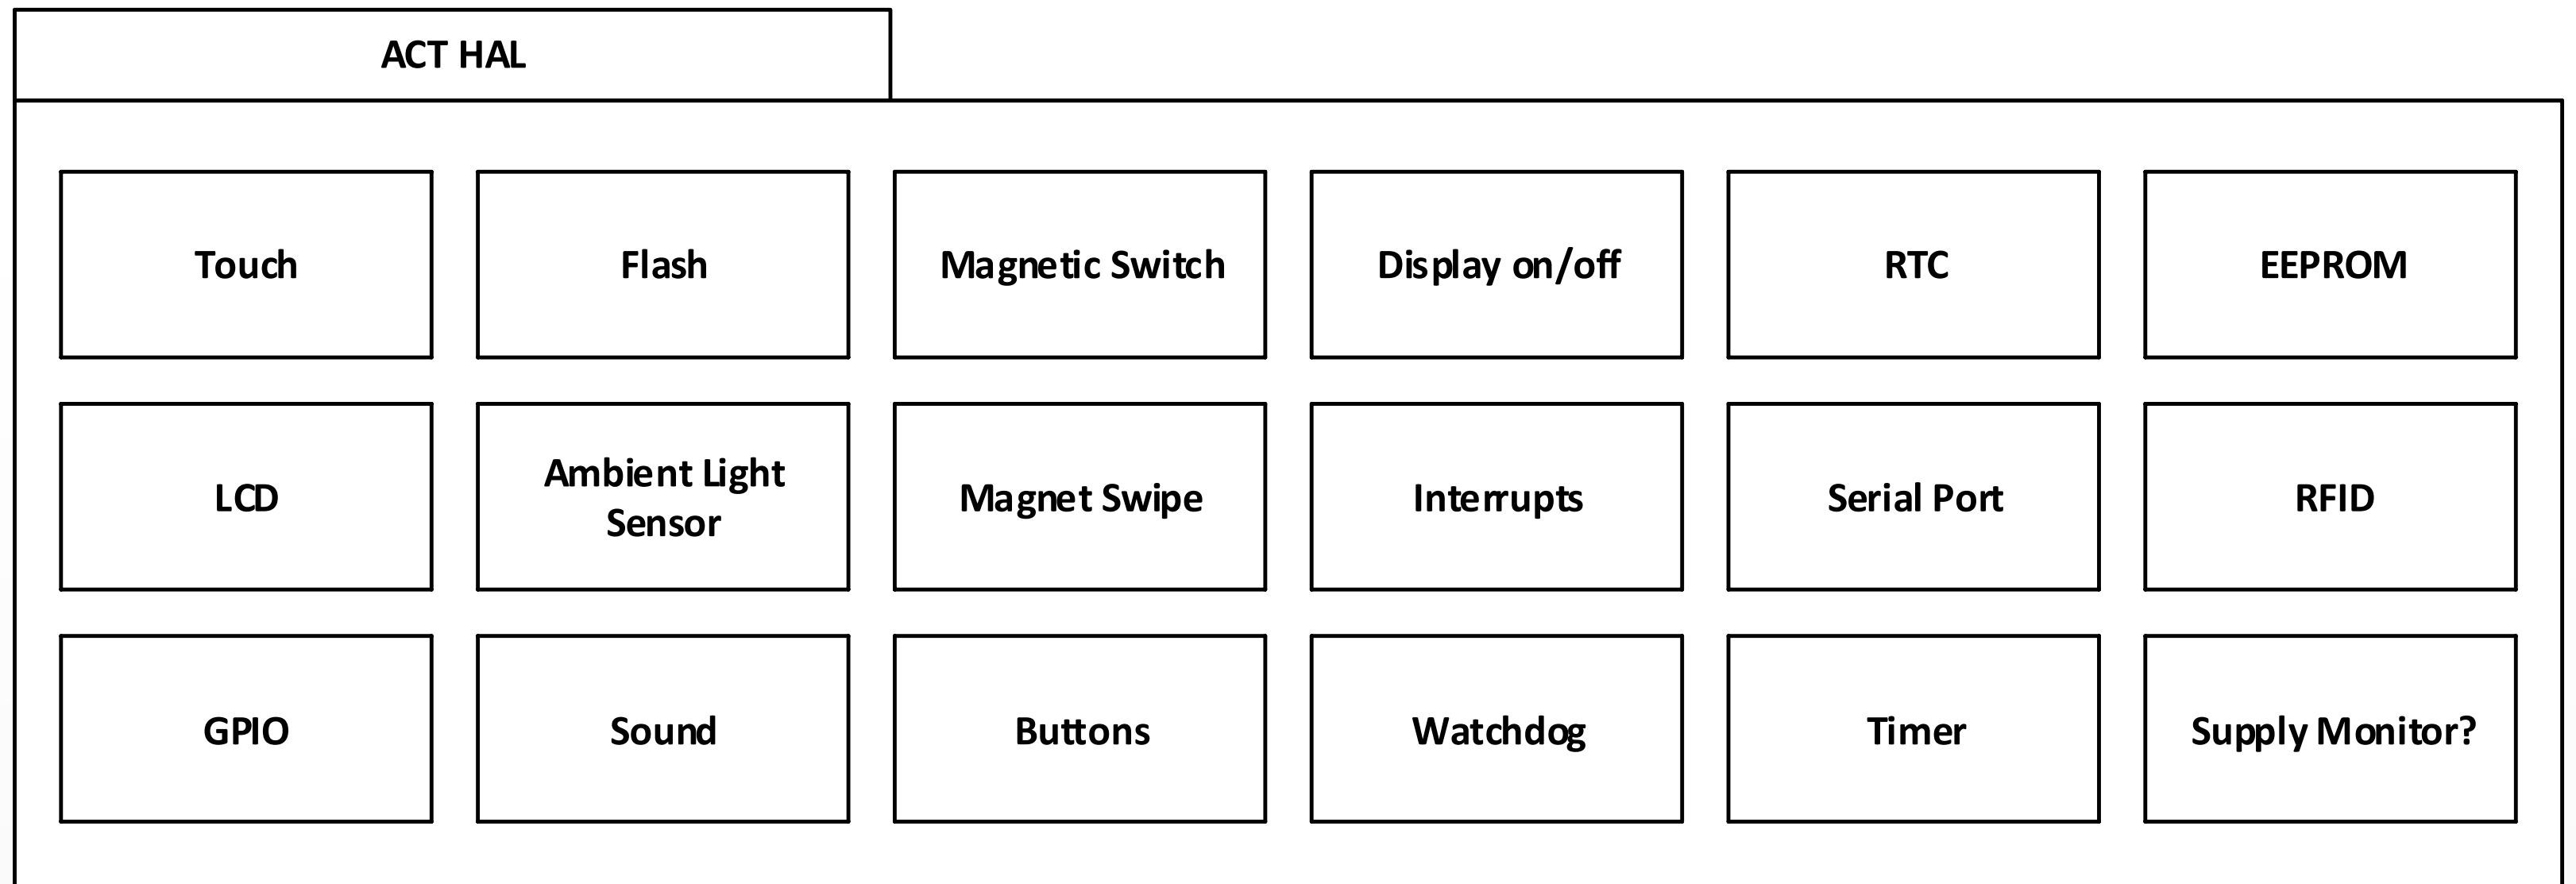 ACT HAL
Touch
Flash
Magnetic Switch
Display on/off
RTC
EEPROM
LCD
Ambient Light
Sensor
Magnet Swipe
Interrupts
Serial Port
RFID
GPIO
Sound
Buttons
Watchdog
Timer
Supply Monitor?